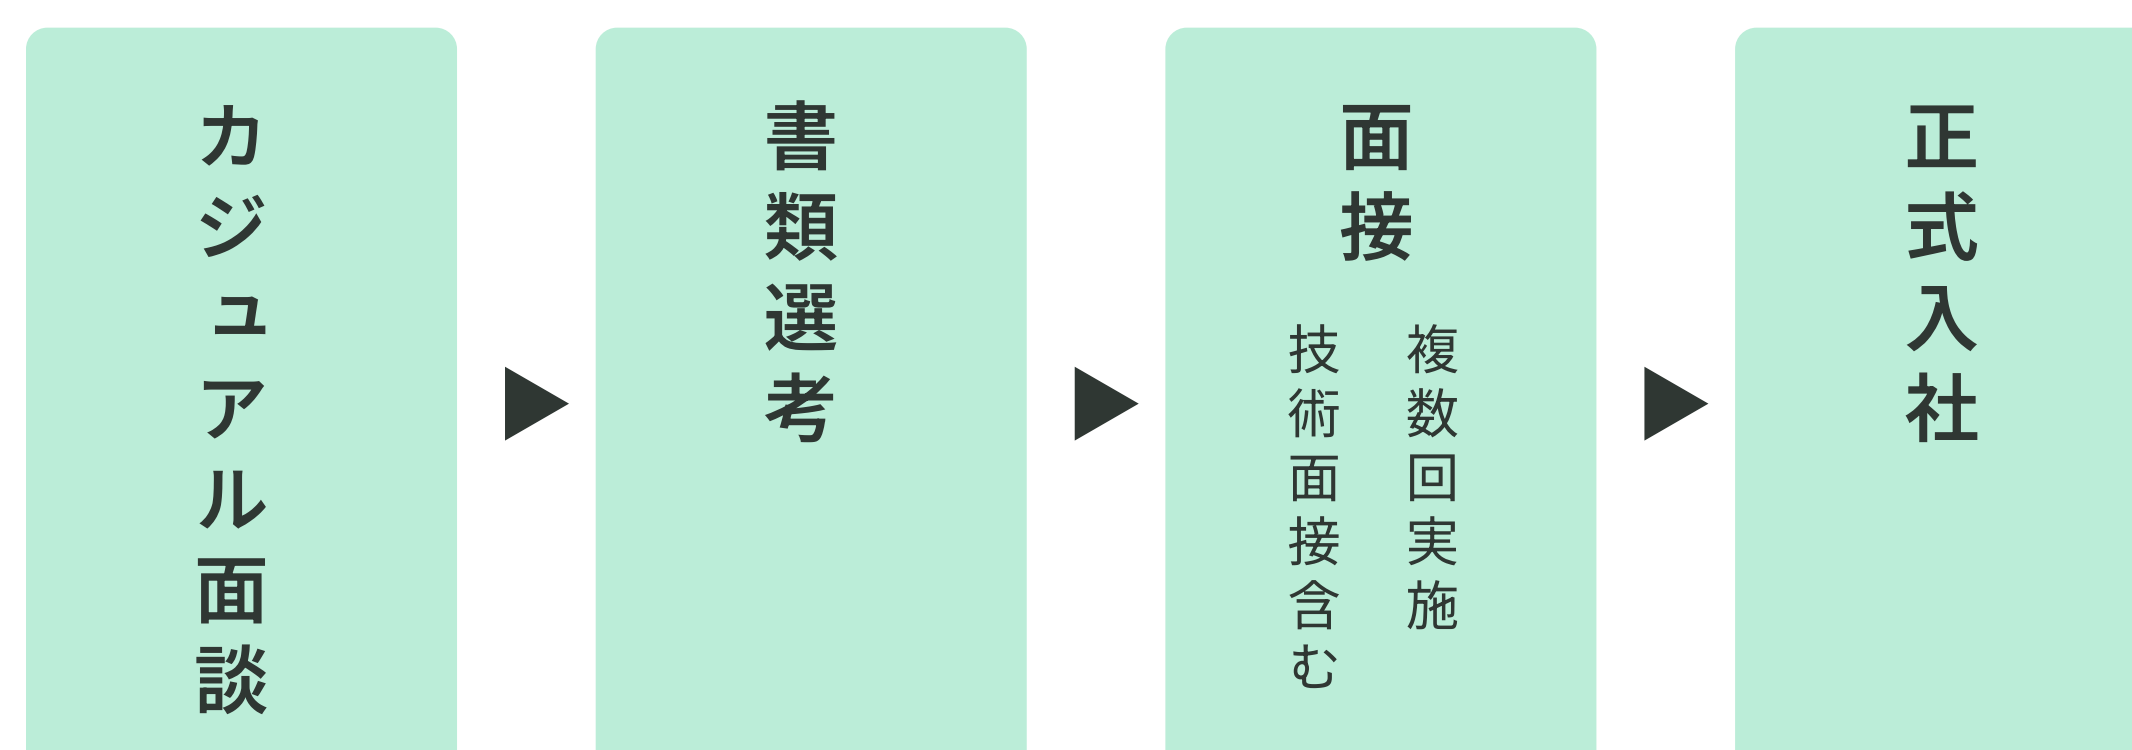 カジュアル面談
書類選考
面接
複数回実施
技術面接含む
正式入社